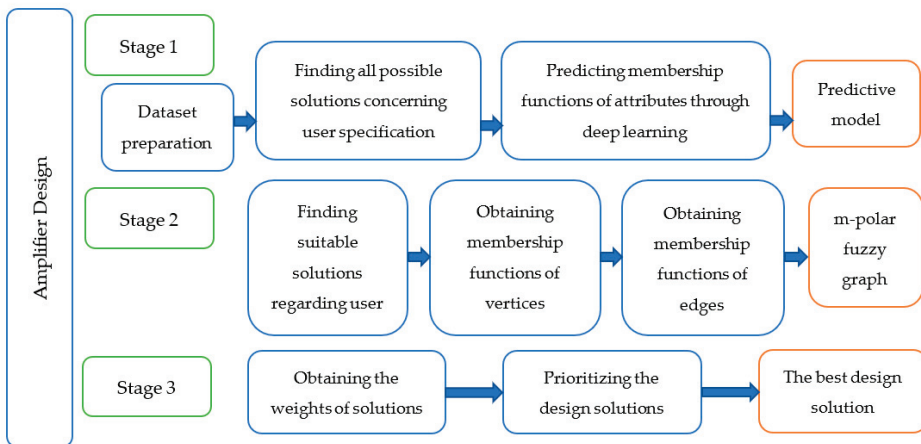 Amplifier Design
Stage 1
Dataset
preparation
Finding all possible
solutions concerning
user specification
Predicting membership
functions of attributes through
deep learning
Predictive
model
Stage 2
Finding
suitable
solutions
regarding user
Obtaining
membership
functions of
vertices
Obtaining
membership
functions of
edges
m-polar
fuzzy
graph
Stage 3
Obtaining the
weights of solutions
Prioritizing the
design solutions
The best design
solution